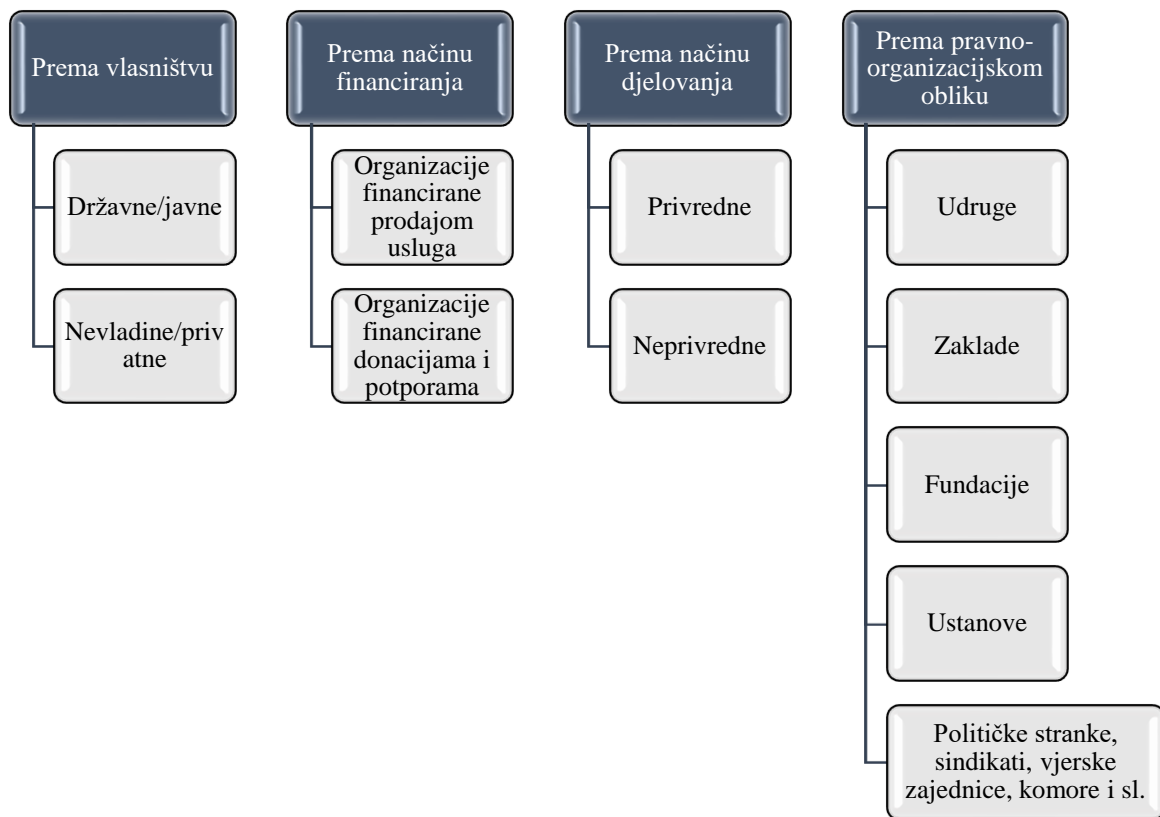 Prema vlasništvu
Državne/javne
Nevladine/priv
atne
Prema načinu
financiranja
Organizacije
financirane
prodajom
usluga
Organizacije
financirane
donacijama i
potporama
Prema načinu
djelovanja
Privredne
Neprivredne
Prema pravno-
organizacijskom
obliku
Udruge
Zaklade
Fundacije
Ustanove
Političke stranke,
sindikati, vjerske
zajednice, komore i sl.